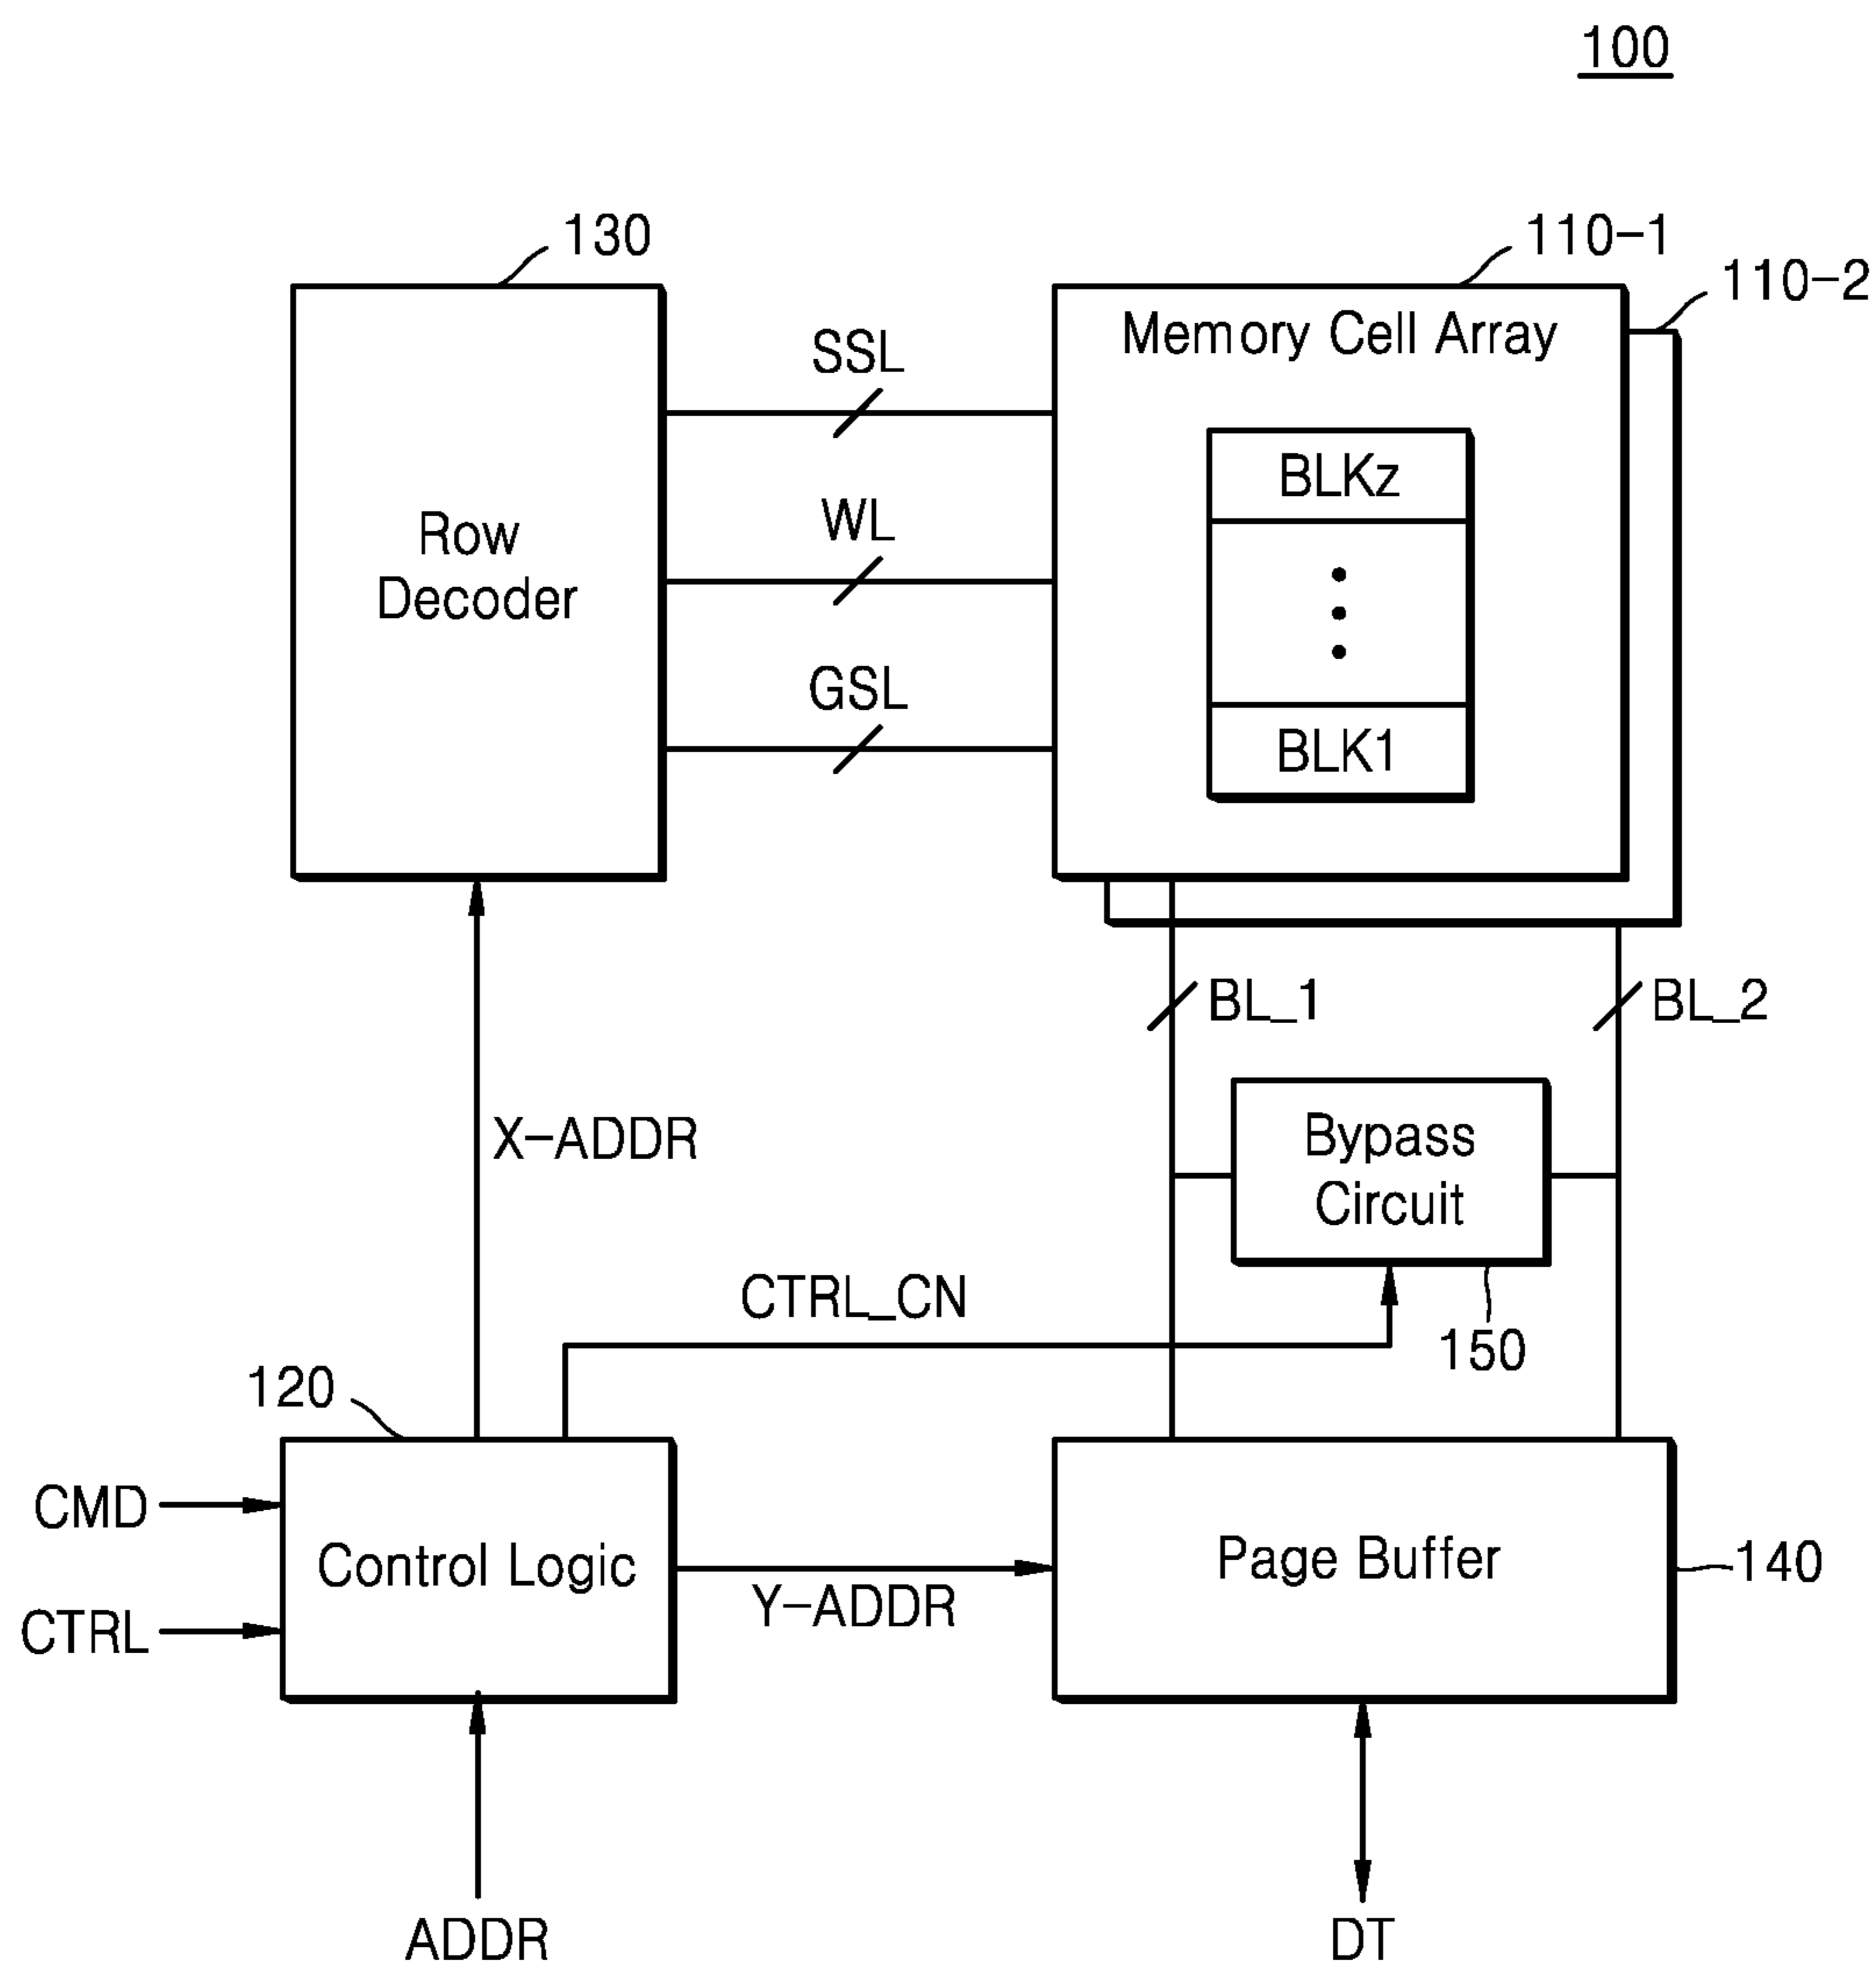 100
130
110-1
110-2
Memory Cell Array
SSL
BLKz
WL
Row
Decoder
GSL
BLK1
BL_1
BL_2
X-ADDR
Bypass
Circuit
CTRL_CN
150
120
CMD
Control Logic
Page Buffer
140
Y-ADDR
CTRL
ADDR
DT